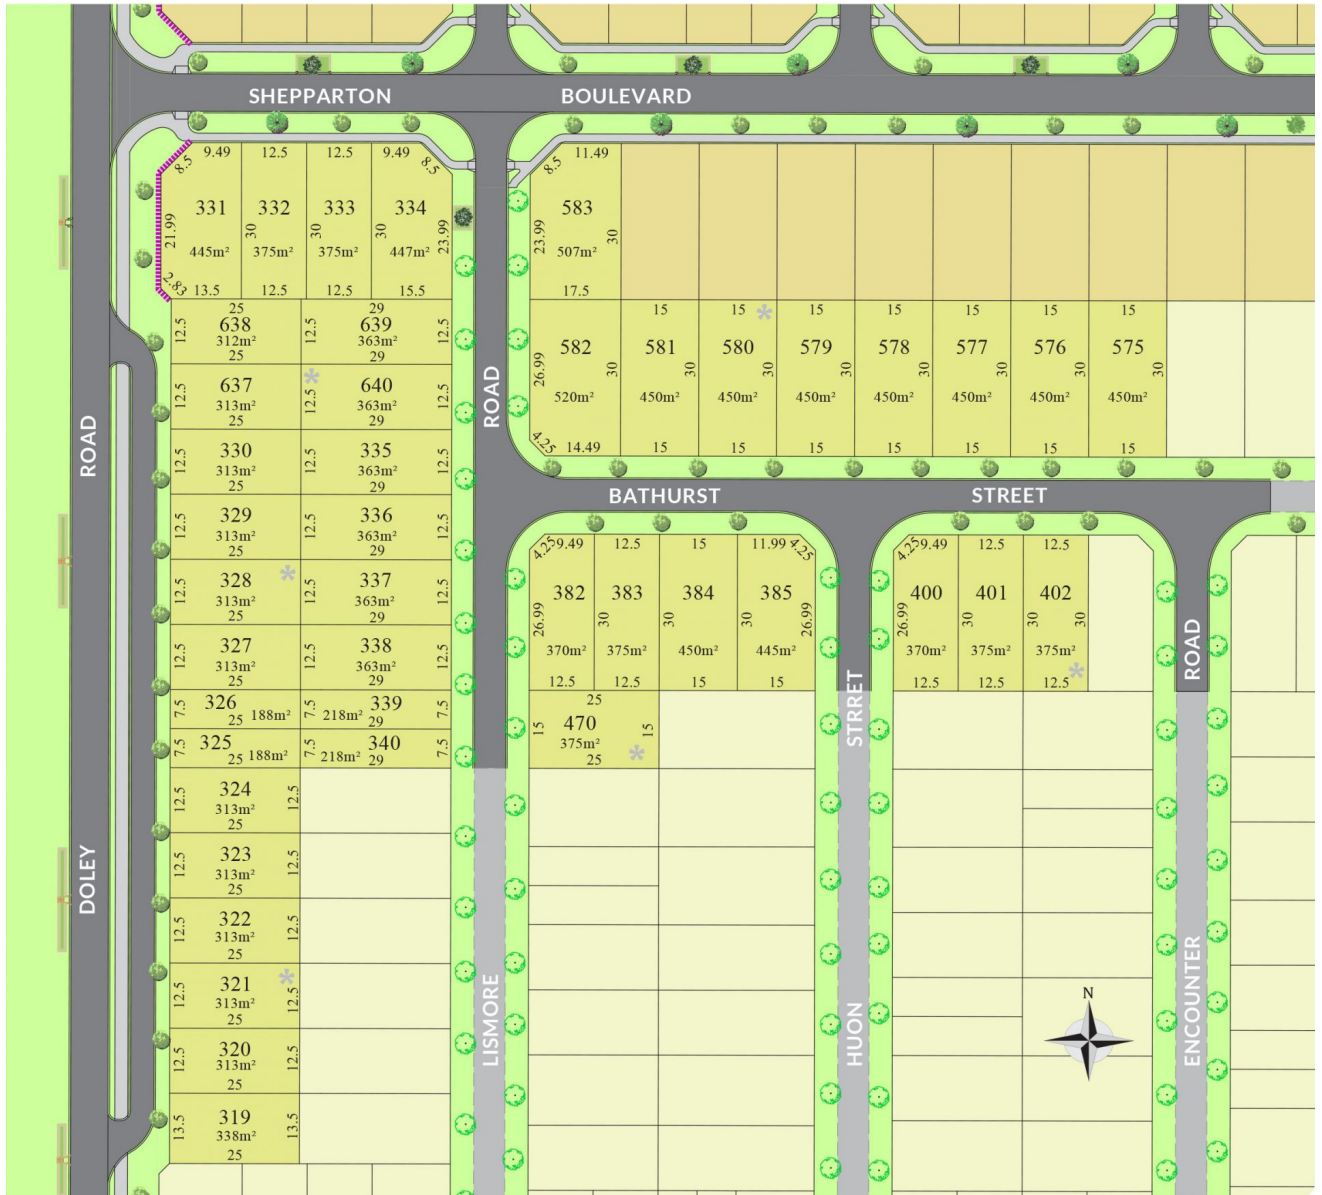 SHEPPARTON BOULEVARD
8.5 9.49 12.5 12.5 9.49 8.5
8.5 11.49
331 332 333 334
583
21.99 30 30 30 23.99
23.99 30
445m² 375m² 375m² 447m²
507m²
2.83 13.5 12.5 12.5 15.5
17.5
25 29
12.5 638 12.5 639 12.5
312m² 363m²
25 29
12.5 637 12.5 640 12.5
313m² 363m²
25 29
12.5 330 12.5 335 12.5
313m² 363m²
25 29
12.5 329 12.5 336 12.5
313m² 363m²
25 29
12.5 328 12.5 337 12.5
313m² 363m²
25 29
12.5 327 12.5 338 12.5
313m² 363m²
25 29
7.5 326 7.5 339 7.5
25 188m² 218m² 29
7.5 325 7.5 340 7.5
25 188m² 218m² 29
12.5 324 12.5
313m²
25
12.5 323 12.5
313m²
25
12.5 322 12.5
313m²
25
12.5 321 12.5
313m²
25
12.5 320 12.5
313m²
25
13.5 319 13.5
338m²
25
15 15 * 15 15 15 15 15
582 581 580 579 578 577 576 575
26.99 30 30 30 30 30 30 30 30
520m² 450m² 450m² 450m² 450m² 450m² 450m² 450m²
4.25 14.49 15 15 15 15 15 15 15
BATHURST STREET
4.25 9.49 12.5 15 11.99 4.25
4.25 9.49 12.5 12.5
382 383 384 385
400 401 402
26.99 30 30 30 26.99
26.99 30 30 30
370m² 375m² 450m² 445m²
370m² 375m² 375m²
12.5 12.5 15 15
12.5 12.5 12.5 *
25
15 470 15
375m²
25 *
DOLEY ROAD
LISMORE ROAD
HUON STRRET
ENCOUNTER ROAD
N